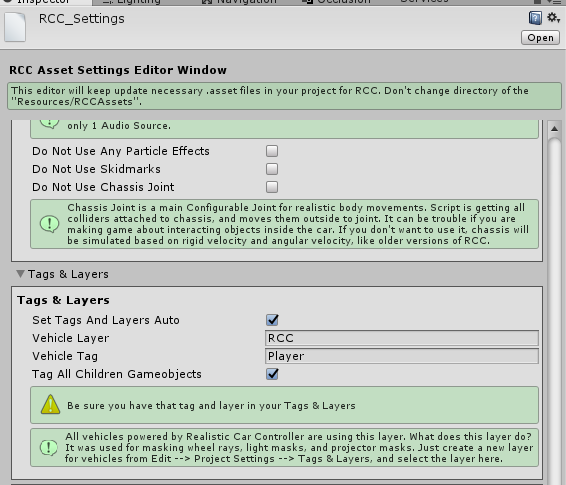 Inspector
Lighting
Navigation
Occlusion
Services
RCC_Settings
Open
RCC Asset Settings Editor Window
This editor will keep update necessary .asset files in your project for RCC. Don't change directory of the
"Resources/RCCAssets".
only 1 Audio Source.
Do Not Use Any Particle Effects
Do Not Use Skidmarks
Do Not Use Chassis Joint
Chassis Joint is a main Configurable Joint for realistic body movements. Script is getting all
colliders attached to chassis, and moves them outside to joint. It can be trouble if you are
making game about interacting objects inside the car. If you don't want to use it, chassis will
be simulated based on rigid velocity and angular velocity, like older versions of RCC.
Tags & Layers
Tags & Layers
Set Tags And Layers Auto
Vehicle Layer
RCC
Vehicle Tag
Player
Tag All Children Gameobjects
Be sure you have that tag and layer in your Tags & Layers
All vehicles powered by Realistic Car Controller are using this layer. What does this layer do?
It was used for masking wheel rays, light masks, and projector masks. Just create a new layer
for vehicles from Edit --> Project Settings --> Tags & Layers, and select the layer here.